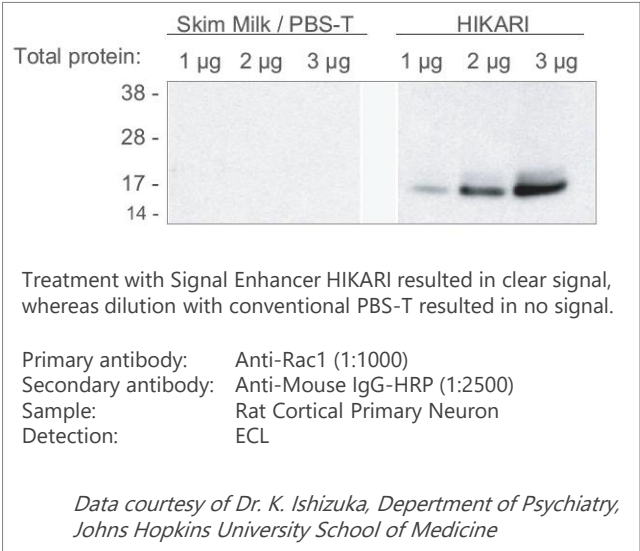 Skim Milk / PBS-T HIKARI
Total protein: 1 µg 2 µg 3 µg 1 µg 2 µg 3 µg
38 -
28 -
17 -
14 -
Treatment with Signal Enhancer HIKARI resulted in clear signal,
whereas dilution with conventional PBS-T resulted in no signal.
Primary antibody: Anti-Rac1 (1:1000)
Secondary antibody: Anti-Mouse IgG-HRP (1:2500)
Sample: Rat Cortical Primary Neuron
Detection: ECL
Data courtesy of Dr. K. Ishizuka, Depertment of Psychiatry,
Johns Hopkins University School of Medicine